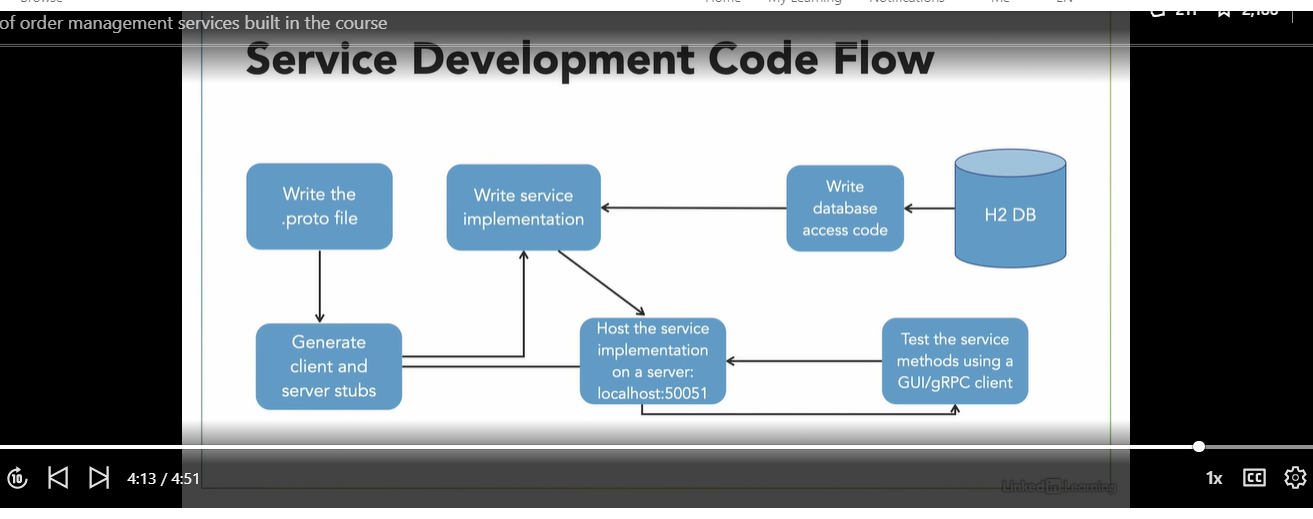 of order management services built in the course
Service Development Code Flow
Write the
.proto file
Write service
implementation
Write
database
access code
H2 DB
Generate
client and
server stubs
Host the service
implementation
on a server:
localhost:50051
Test the service
methods using a
GUI/gRPC client
10
4:13 / 4:51
1x
CC
LinkedIn Learning